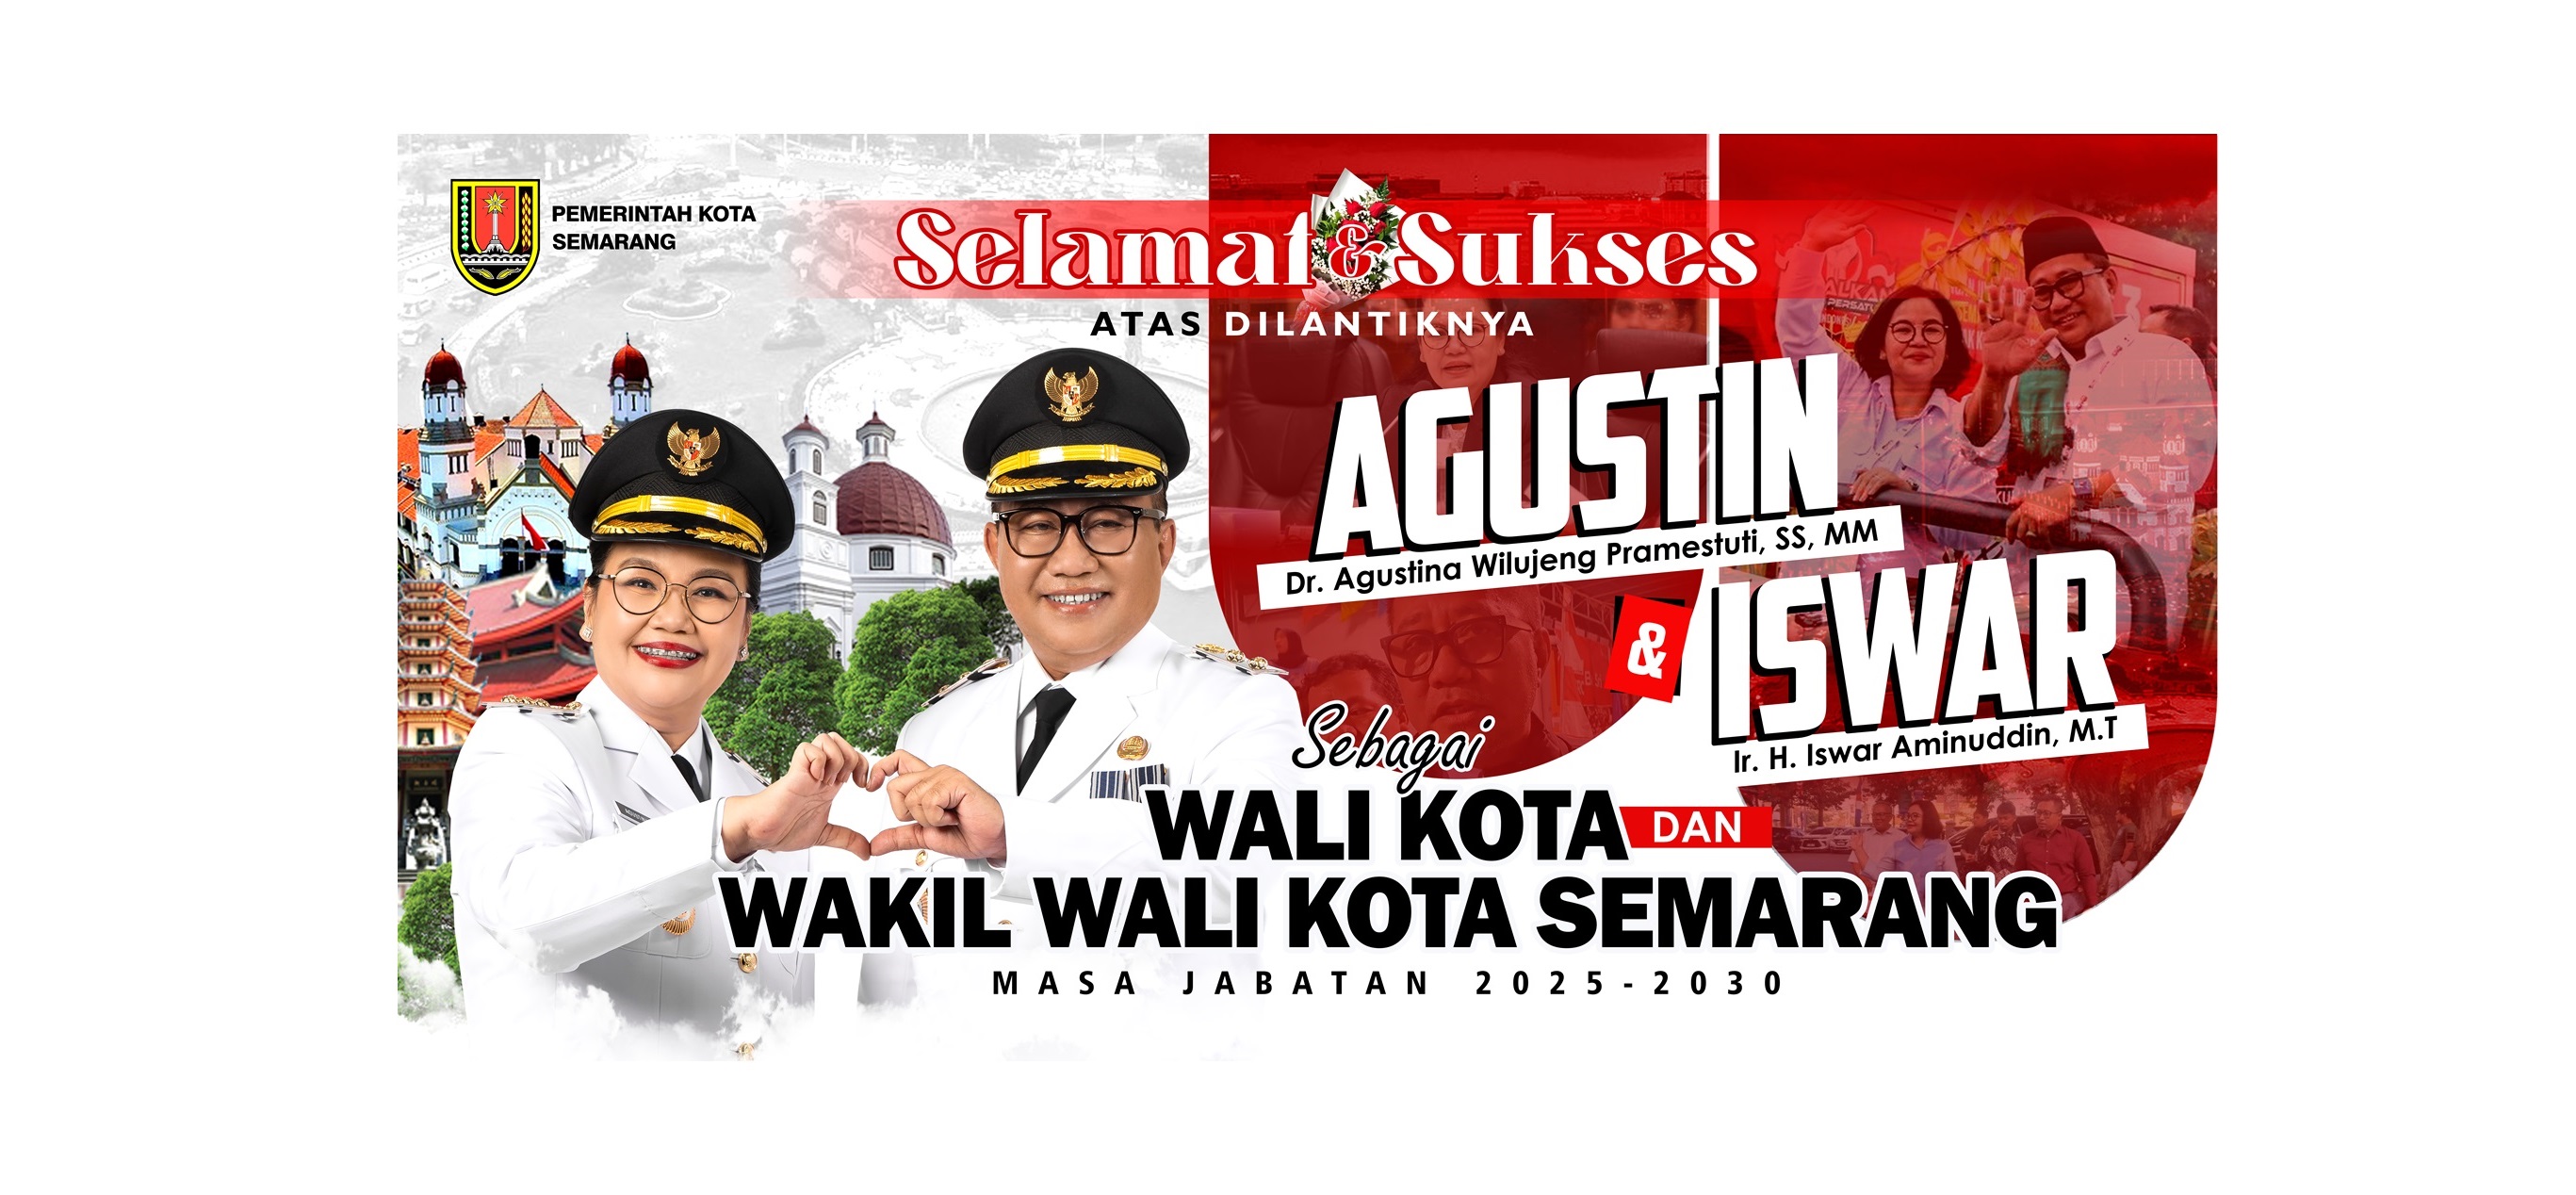 PEMERINTAH KOTA
SEMARANG
Selamat & Sukses
ATAS DILANTIKNYA
AGUSTIN
Dr. Agustina Wilujeng Pramestuti, SS, MM
& ISWAR
Ir. H. Iswar Aminuddin, M.T
Sebagai
WALI KOTA DAN
WAKIL WALI KOTA SEMARANG
MASA JABATAN 2025-2030